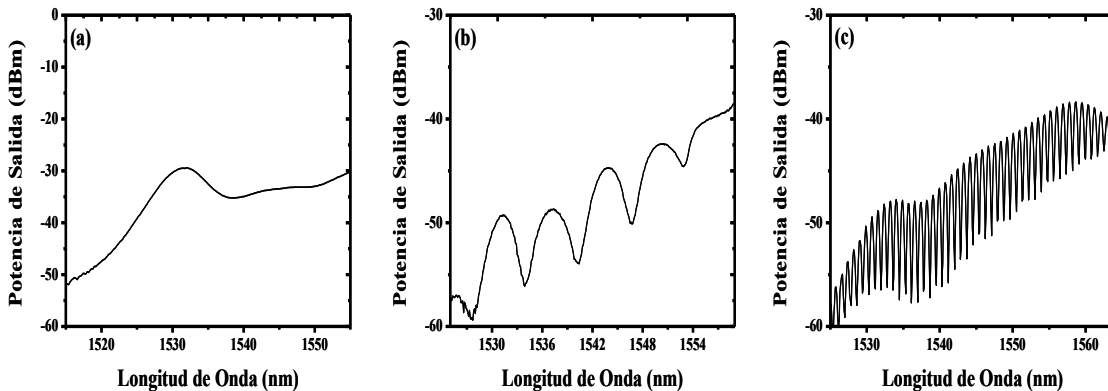 (a)
Potencia de Salida (dBm)
0
-10
-20
-30
-40
-50
-60
1520 1530 1540 1550
Longitud de Onda (nm)
(b)
Potencia de Salida (dBm)
-30
-40
-50
-60
1530 1536 1542 1548 1554
Longitud de Onda (nm)
(c)
Potencia de Salida (dBm)
-30
-40
-50
-60
1530 1540 1550 1560
Longitud de Onda (nm)